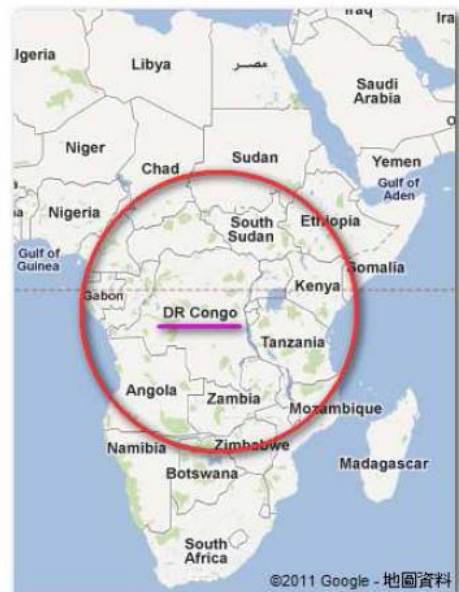 Iraq
Ira
lgeria
Libya
مصر
Saudi
Arabia
Niger
Chad
Sudan
Yemen
Gulf of
Aden
Nigeria
South
Sudan
Ethiopia
Gulf of
Guinea
Somalia
Gabon
Kenya
DR Congo
Tanzania
Angola
Zambia
Mozambique
Namibia
Zimbabwe
Madagascar
Botswana
South
Africa
©2011 Google - 地圖資料